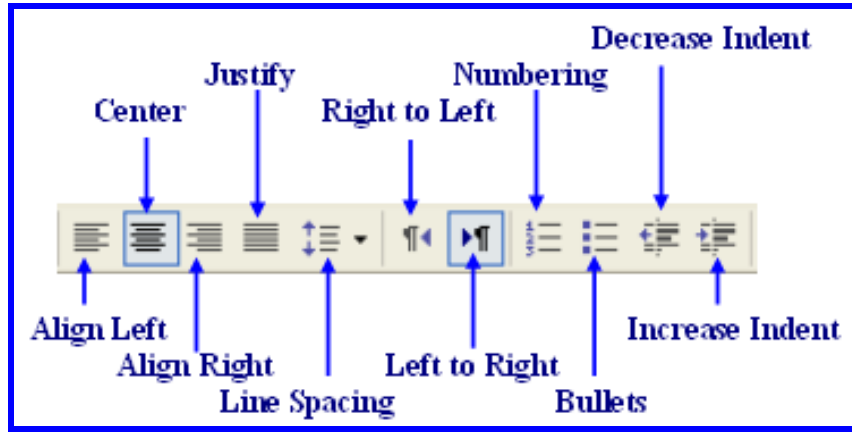 Decrease Indent
Justify
Numbering
Center
Right to Left
Align Left
Increase Indent
Align Right
Left to Right
Line Spacing
Bullets